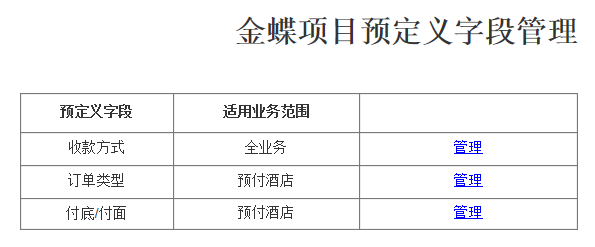 金蝶项目预定义字段管理
预定义字段 适用业务范围
收款方式 全业务 管理
订单类型 预付酒店 管理
付底/付面 预付酒店 管理